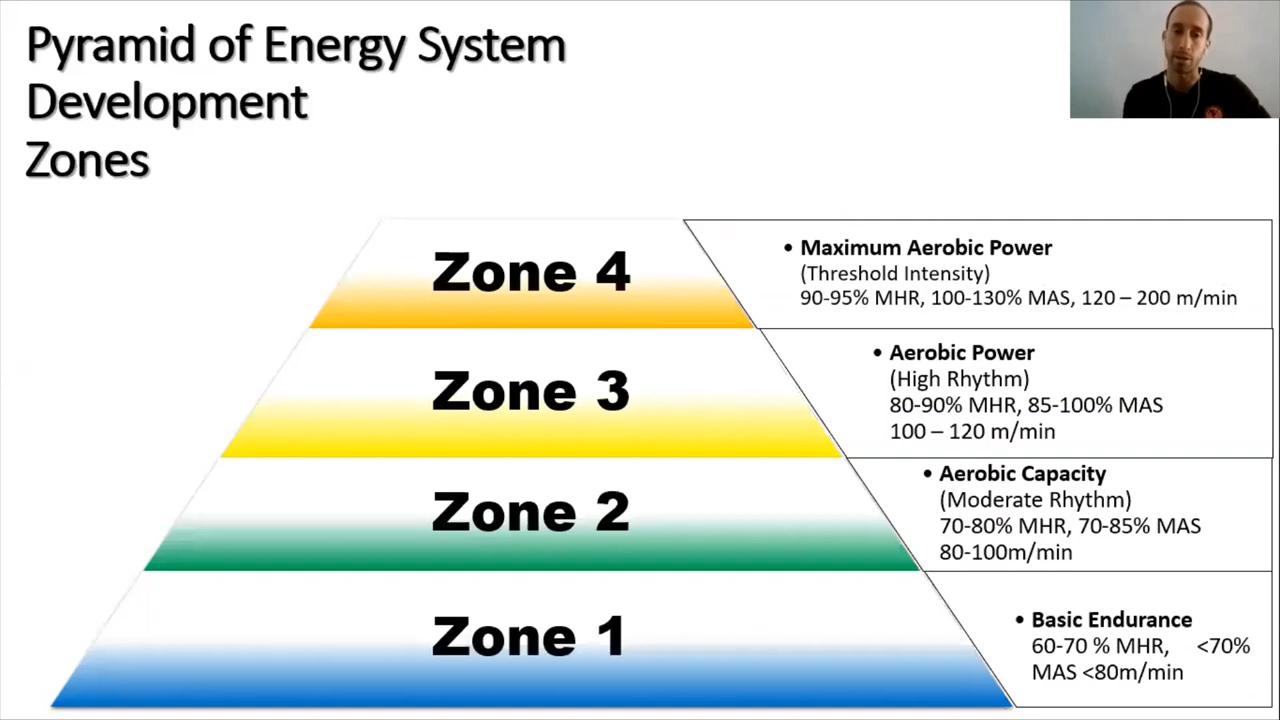 Pyramid of Energy System
Development
Zones
Zone 4
• Maximum Aerobic Power
(Threshold Intensity)
90-95% MHR, 100-130% MAS, 120 – 200 m/min
Zone 3
• Aerobic Power
(High Rhythm)
80-90% MHR, 85-100% MAS
100 – 120 m/min
Zone 2
• Aerobic Capacity
(Moderate Rhythm)
70-80% MHR, 70-85% MAS
80-100m/min
Zone 1
• Basic Endurance
60-70 % MHR, <70%
MAS <80m/min